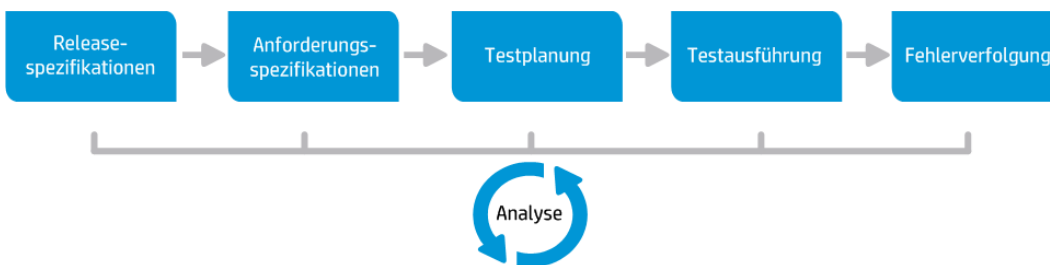 Release-
spezifikationen
Anforderungs-
spezifikationen
Testplanung
Testausführung
Fehlerverfolgung
Analyse